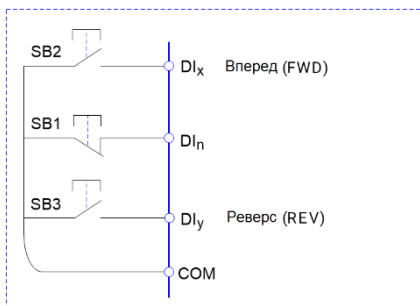 SB2 DIx Вперед (FWD)
SB1 DIn
SB3 DIy Реверс (REV)
COM